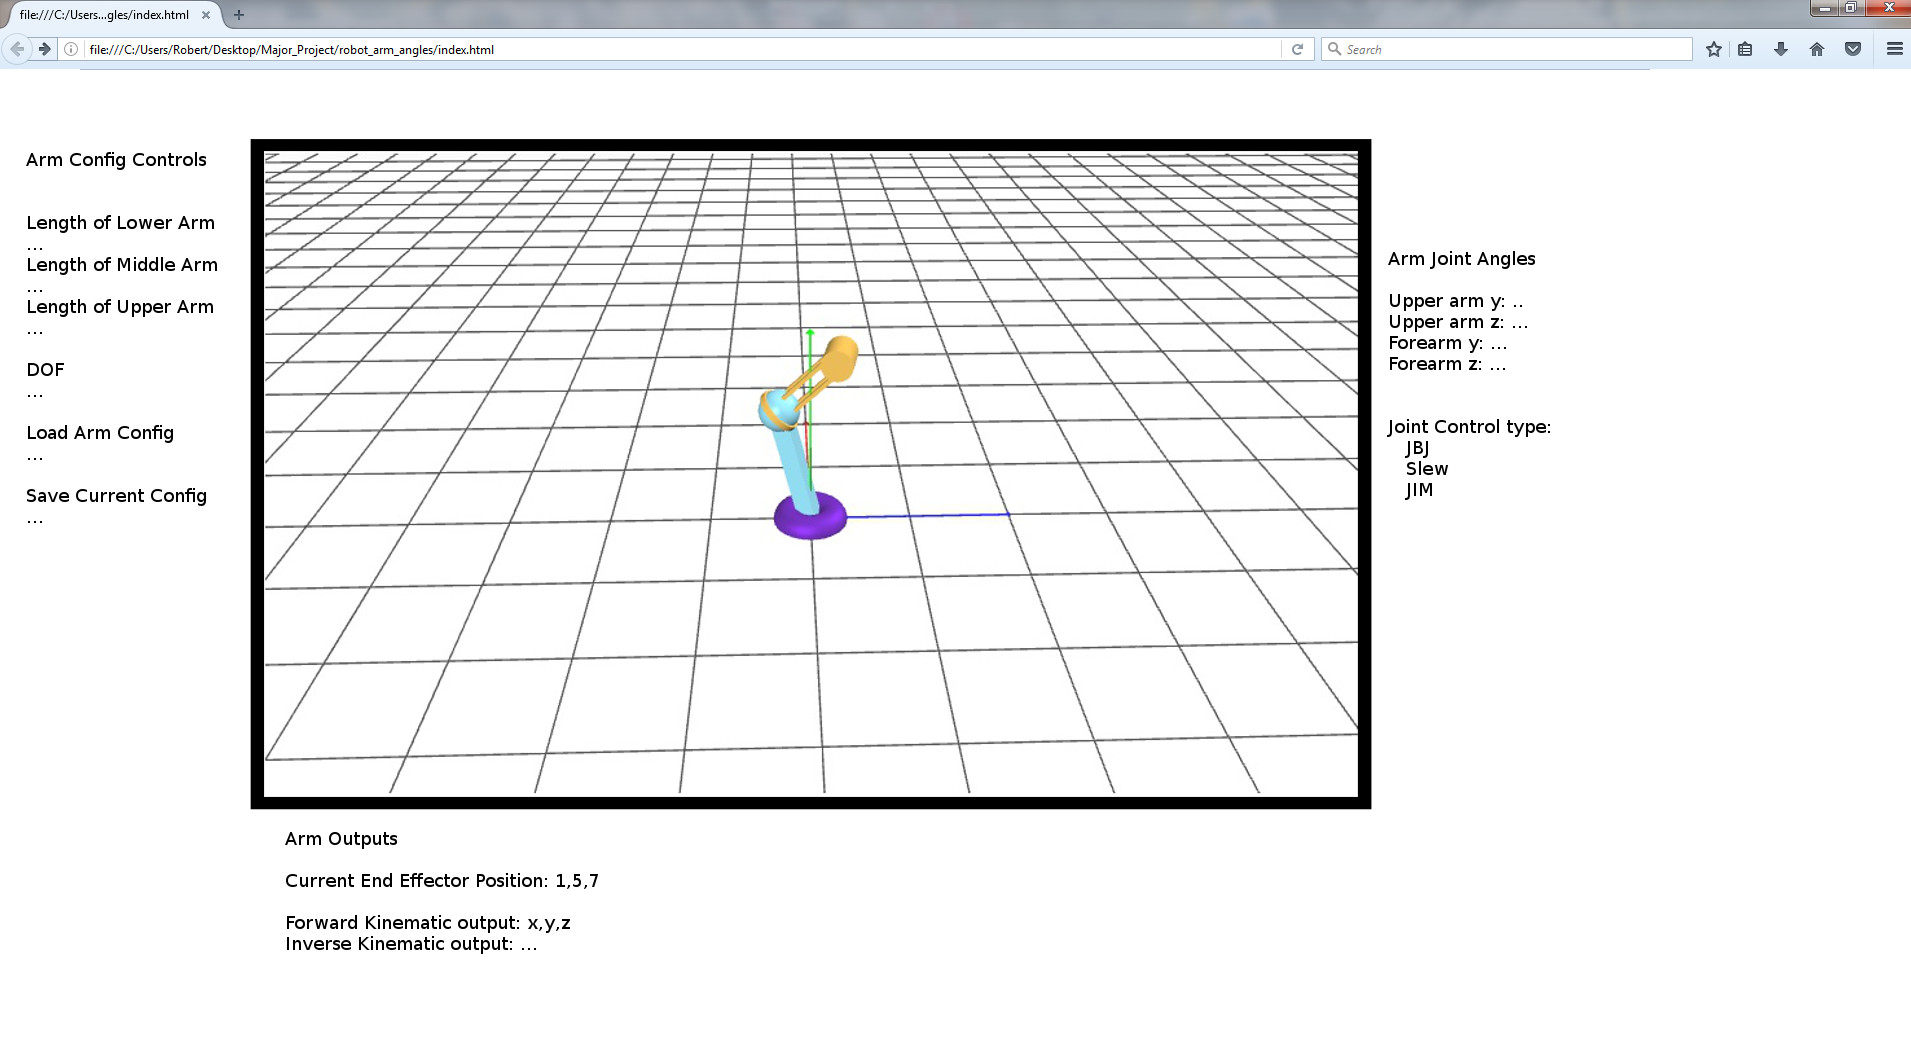 file:///C:/Users...gles/index.html
file:///C:/Users/Robert/Desktop/Major_Project/robot_arm_angles/index.html
Search
Arm Config Controls
Length of Lower Arm
...
Length of Middle Arm
...
Length of Upper Arm
...
DOF
...
Load Arm Config
...
Save Current Config
...
Arm Joint Angles
Upper arm y: ..
Upper arm z: ...
Forearm y: ...
Forearm z: ...
Joint Control type:
JBJ
Slew
JIM
Arm Outputs
Current End Effector Position: 1,5,7
Forward Kinematic output: x,y,z
Inverse Kinematic output: ...